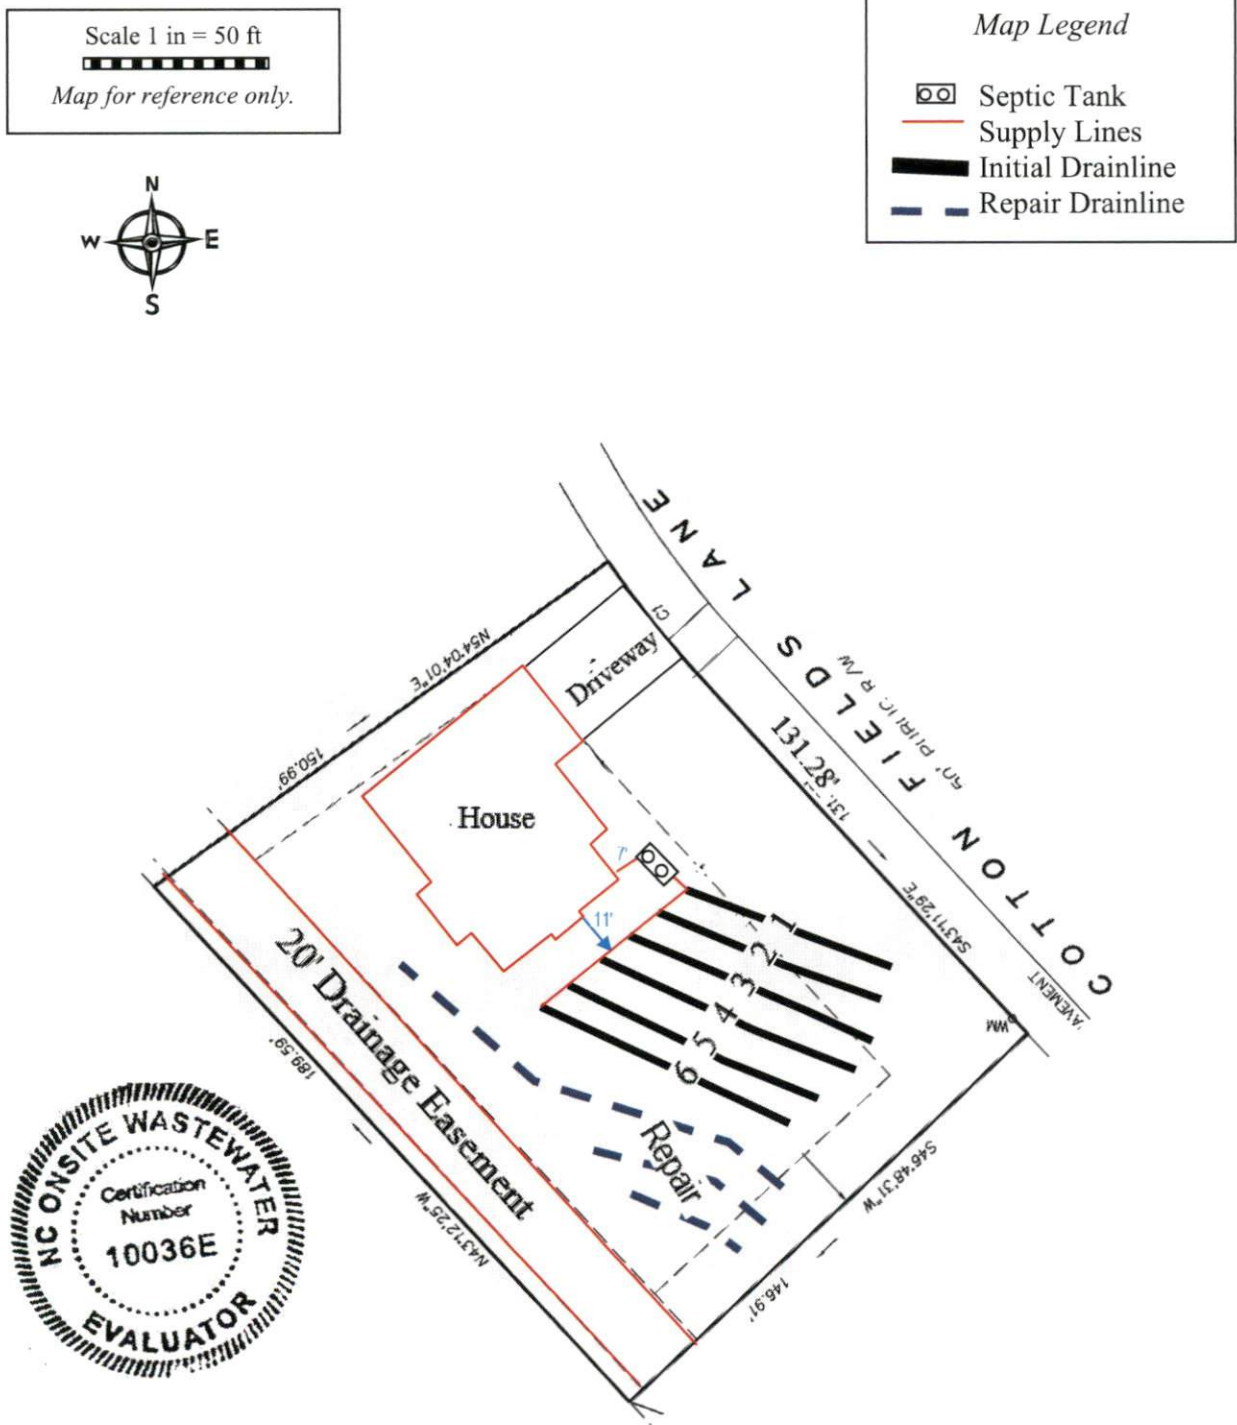 Scale 1 in = 50 ft
Map for reference only.
Map Legend
Septic Tank
Supply Lines
Initial Drainline
Repair Drainline
N
W E
S
COTTON FIELDS LANE
C1
Driveway
N54°04'01"E
150.99'
131.28'
S43°11'29"E
House
7'
11'
1
2
3
4
5
6
WM
20' Drainage Easement
189.59'
N43°12'25"W
Repair
S46°48'31"W
146.91'
NC ONSITE WASTEWATER
Certification
Number
10036E
EVALUATOR